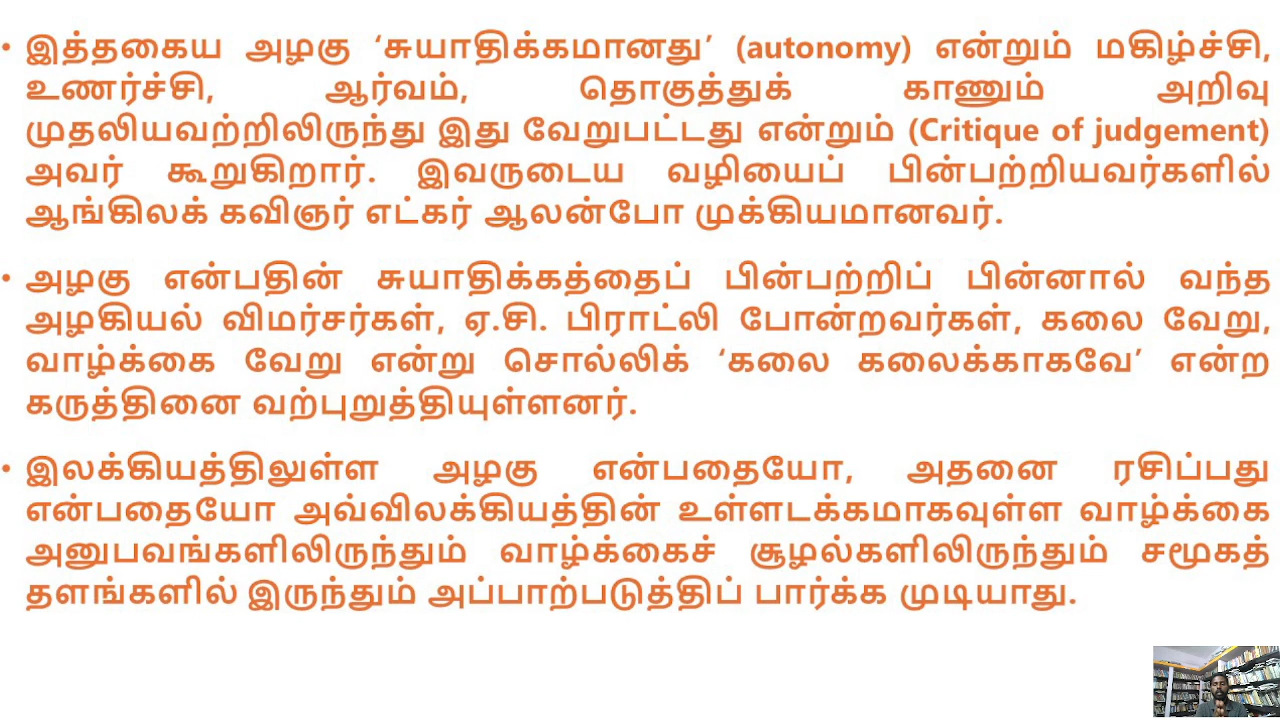 • இத்தகைய அழகு ‘சுயாதிக்கமானது’ (autonomy) என்றும் மகிழ்ச்சி,
உணர்ச்சி, ஆர்வம், தொகுத்துக் காணும் அறிவு
முதலியவற்றிலிருந்து இது வேறுபட்டது என்றும் (Critique of judgement)
அவர் கூறுகிறார். இவருடைய வழியைப் பின்பற்றியவர்களில்
ஆங்கிலக் கவிஞர் எட்கர் ஆலன்போ முக்கியமானவர்.
• அழகு என்பதின் சுயாதிக்கத்தைப் பின்பற்றிப் பின்னால் வந்த
அழகியல் விமர்சர்கள், ஏ.சி. பிராட்லி போன்றவர்கள், கலை வேறு,
வாழ்க்கை வேறு என்று சொல்லிக் ‘கலை கலைக்காகவே’ என்ற
கருத்தினை வற்புறுத்தியுள்ளனர்.
• இலக்கியத்திலுள்ள அழகு என்பதையோ, அதனை ரசிப்பது
என்பதையோ அவ்விலக்கியத்தின் உள்ளடக்கமாகவுள்ள வாழ்க்கை
அனுபவங்களிலிருந்தும் வாழ்க்கைச் சூழல்களிலிருந்தும் சமூகத்
தளங்களில் இருந்தும் அப்பாற்படுத்திப் பார்க்க முடியாது.